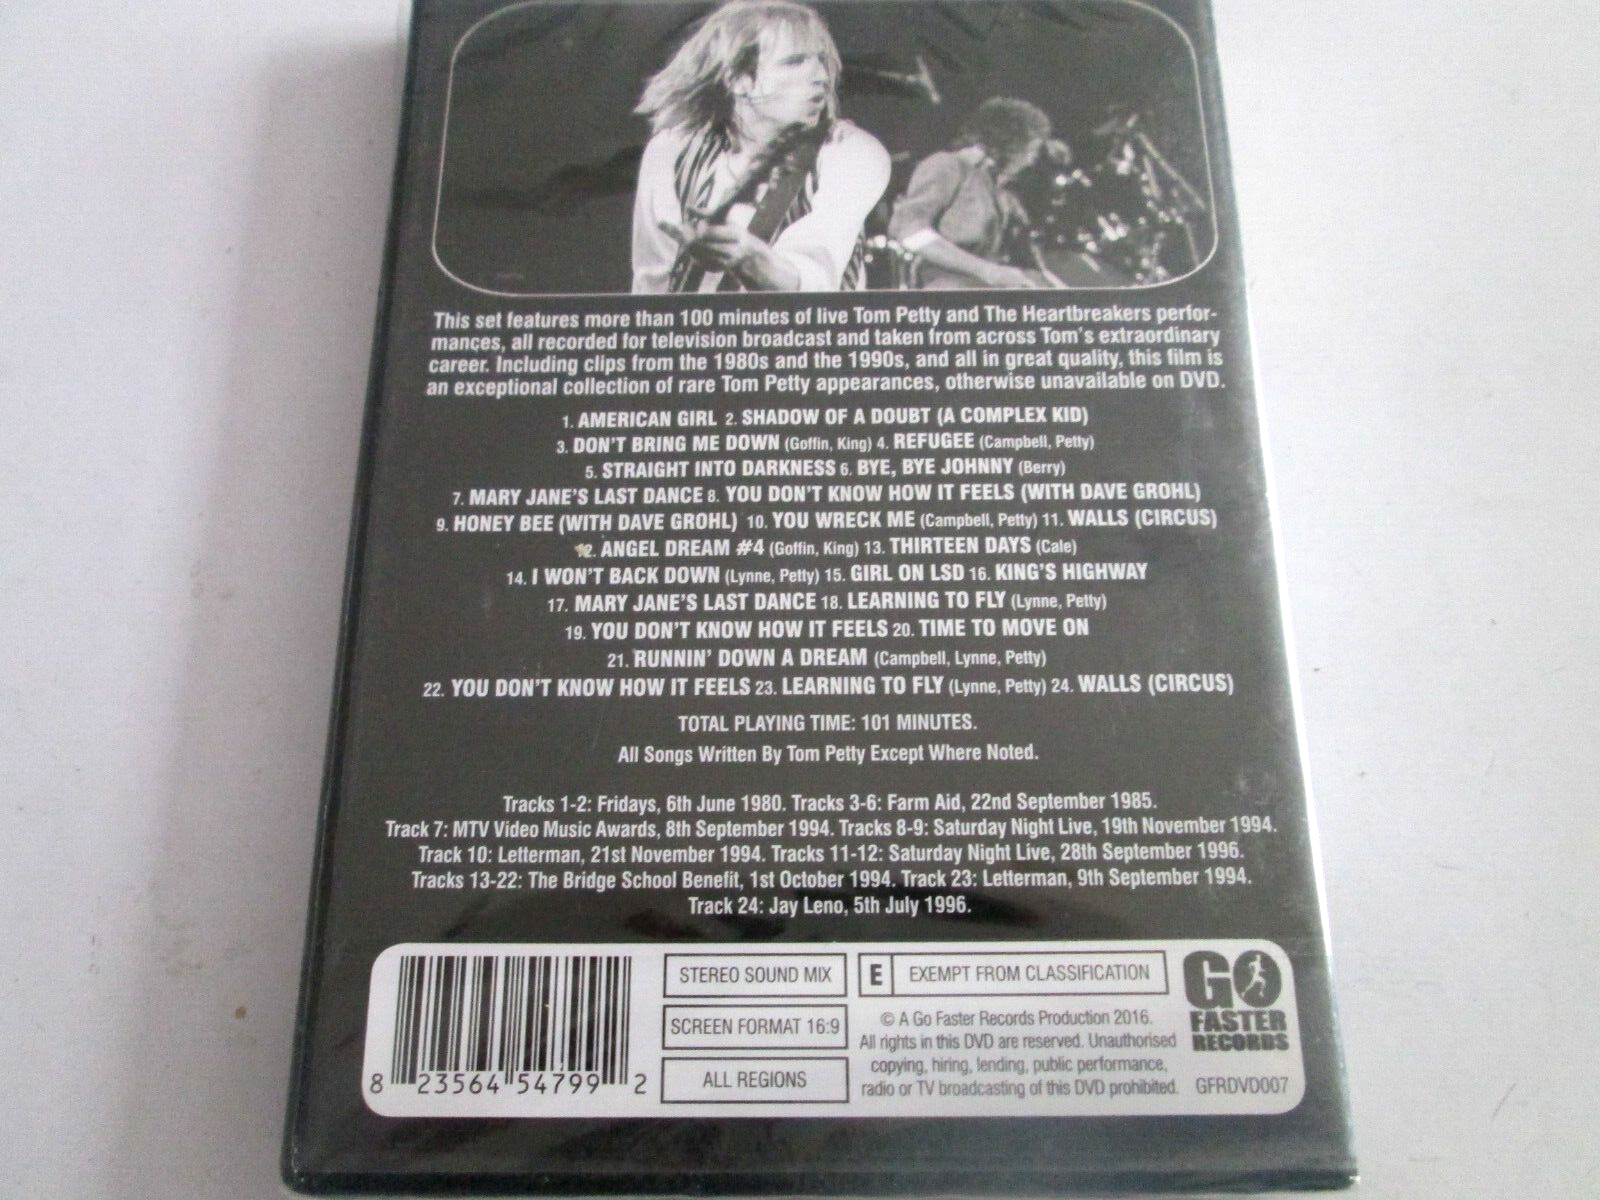 This set features more than 100 minutes of live Tom Petty and The Heartbreakers perfor-
mances, all recorded for television broadcast and taken from across Tom's extraordinary
career. Including clips from the 1980s and the 1990s, and all in great quality, this film is
an exceptional collection of rare Tom Petty appearances, otherwise unavailable on DVD.
1. AMERICAN GIRL 2. SHADOW OF A DOUBT (A COMPLEX KID)
3. DON'T BRING ME DOWN (Goffin, King) 4. REFUGEE (Campbell, Petty)
5. STRAIGHT INTO DARKNESS 6. BYE, BYE JOHNNY (Berry)
7. MARY JANE'S LAST DANCE 8. YOU DON'T KNOW HOW IT FEELS (WITH DAVE GROHL)
9. HONEY BEE (WITH DAVE GROHL) 10. YOU WRECK ME (Campbell, Petty) 11. WALLS (CIRCUS)
12. ANGEL DREAM #4 (Goffin, King) 13. THIRTEEN DAYS (Cale)
14. I WON'T BACK DOWN (Lynne, Petty) 15. GIRL ON LSD 16. KING'S HIGHWAY
17. MARY JANE'S LAST DANCE 18. LEARNING TO FLY (Lynne, Petty)
19. YOU DON'T KNOW HOW IT FEELS 20. TIME TO MOVE ON
21. RUNNIN' DOWN A DREAM (Campbell, Lynne, Petty)
22. YOU DON'T KNOW HOW IT FEELS 23. LEARNING TO FLY (Lynne, Petty) 24. WALLS (CIRCUS)
TOTAL PLAYING TIME: 101 MINUTES.
All Songs Written By Tom Petty Except Where Noted.
Tracks 1-2: Fridays, 6th June 1980. Tracks 3-6: Farm Aid, 22nd September 1985.
Track 7: MTV Video Music Awards, 8th September 1994. Tracks 8-9: Saturday Night Live, 19th November 1994.
Track 10: Letterman, 21st November 1994. Tracks 11-12: Saturday Night Live, 28th September 1996.
Tracks 13-22: The Bridge School Benefit, 1st October 1994. Track 23: Letterman, 9th September 1994.
Track 24: Jay Leno, 5th July 1996.
8 23564 54799 2
STEREO SOUND MIX
SCREEN FORMAT 16:9
ALL REGIONS
E EXEMPT FROM CLASSIFICATION
© A Go Faster Records Production 2016.
All rights in this DVD are reserved. Unauthorised
copying, hiring, lending, public performance,
radio or TV broadcasting of this DVD prohibited.
GO
FASTER
RECORDS
GFRDVD007